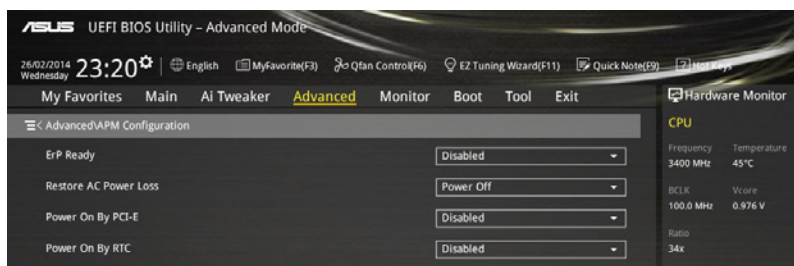 ASUS UEFI BIOS Utility – Advanced Mode
26/02/2014
Wednesday 23:20 English MyFavorite(F3) Qfan Control(F6) EZ Tuning Wizard(F11) Quick Note(F9) Hot Keys
My Favorites Main Ai Tweaker Advanced Monitor Boot Tool Exit Hardware Monitor
< Advanced\APM Configuration
CPU
ErP Ready Disabled
Frequency Temperature
3400 MHz 45°C
Restore AC Power Loss Power Off
BCLK Vcore
100.0 MHz 0.976 V
Power On By PCI-E Disabled
Ratio
34x
Power On By RTC Disabled